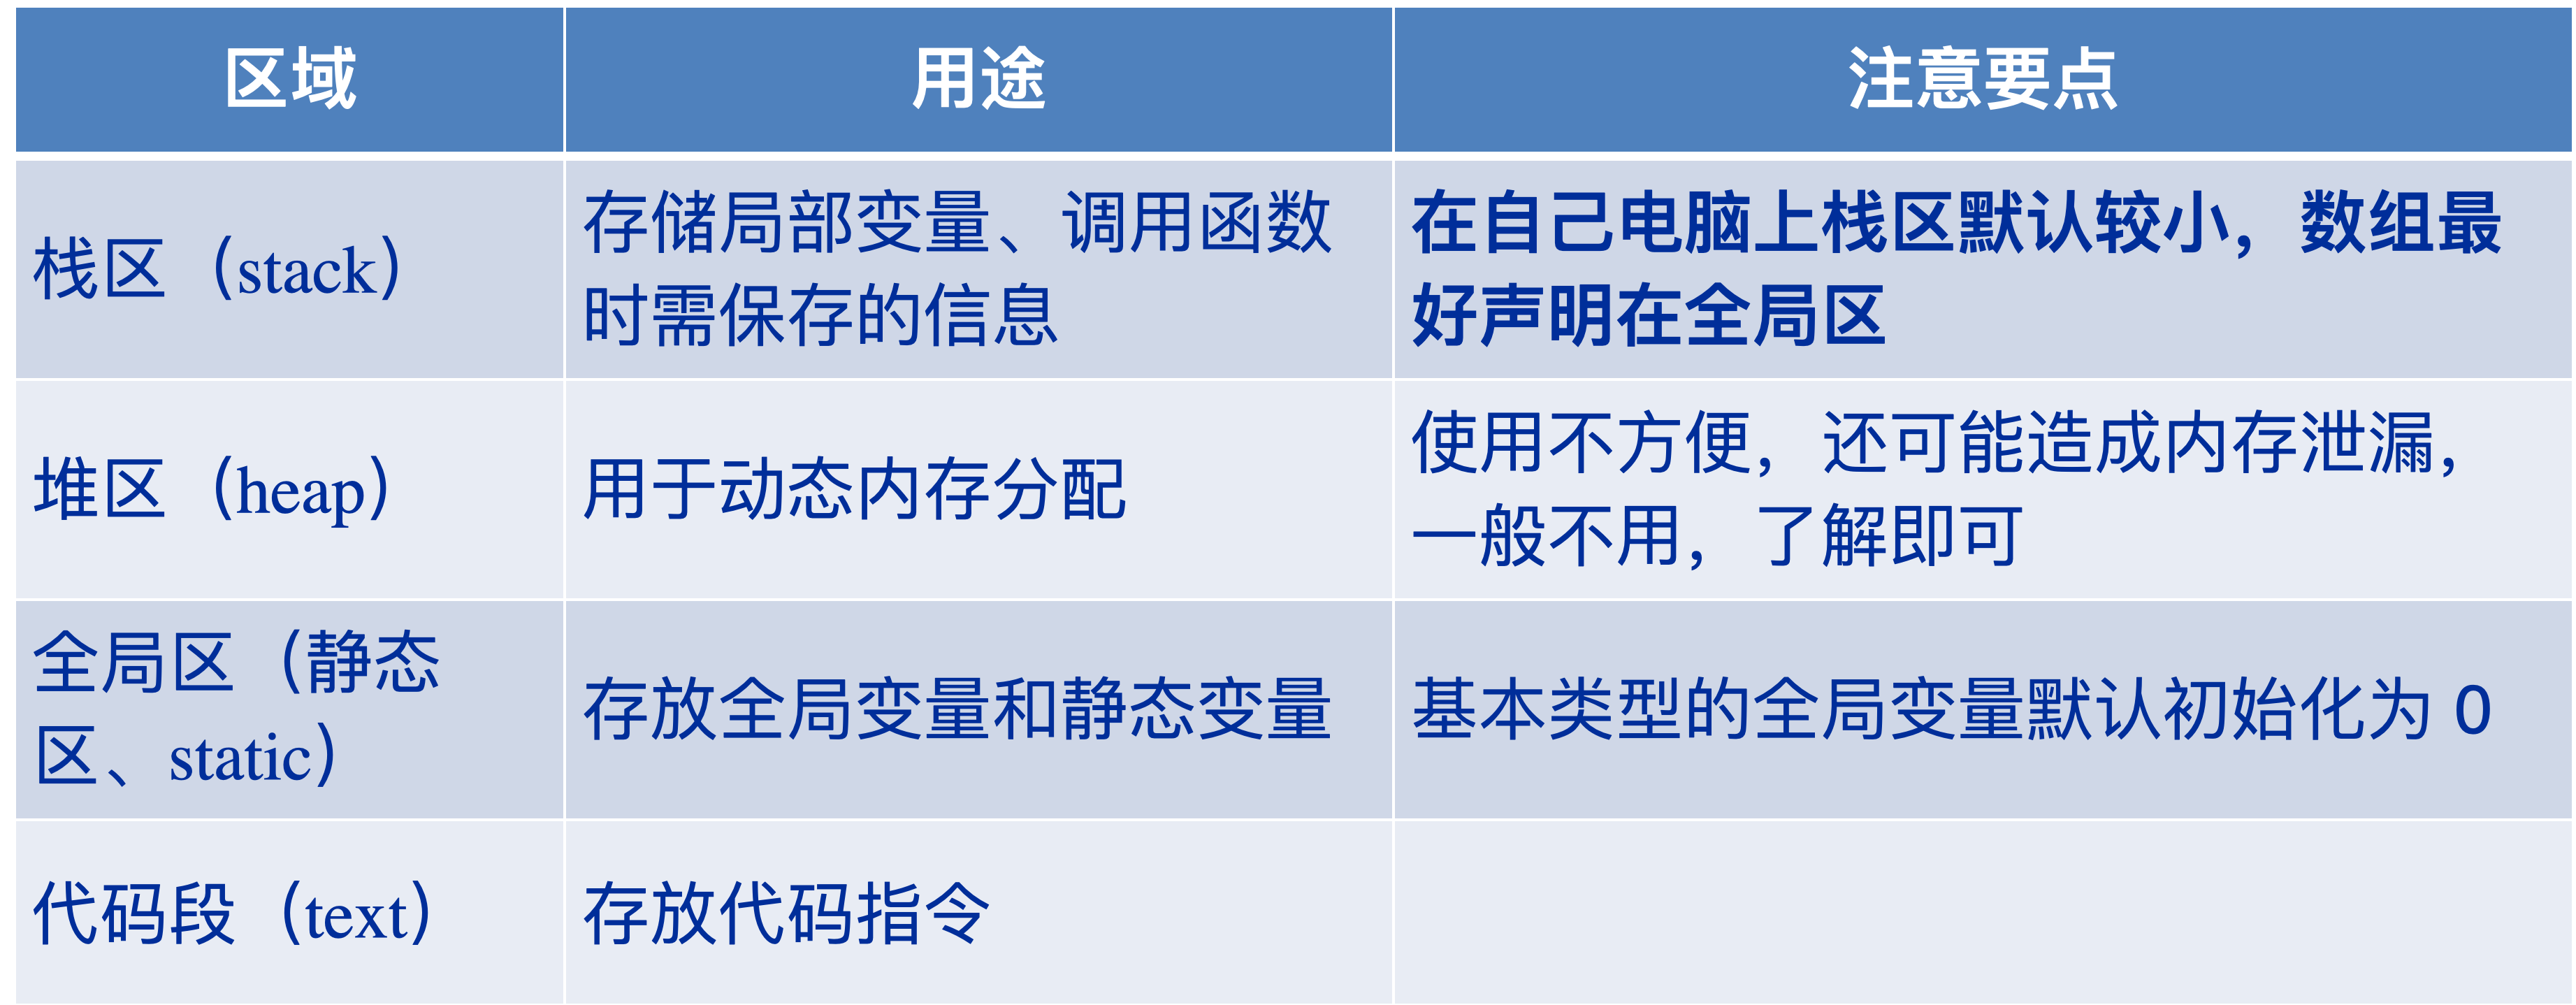 区域
用途
注意要点
栈区（stack）
存储局部变量、调用函数
时需保存的信息
在自己电脑上栈区默认较小，数组最
好声明在全局区
堆区（heap）
用于动态内存分配
使用不方便，还可能造成内存泄漏，
一般不用，了解即可
全局区（静态
区、static）
存放全局变量和静态变量
基本类型的全局变量默认初始化为 0
代码段（text）
存放代码指令